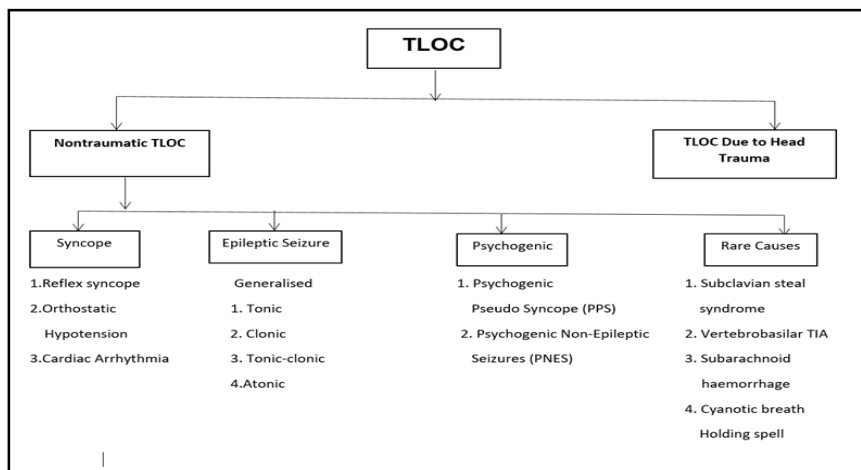 TLOC
Nontraumatic TLOC
TLOC Due to Head
Trauma
Syncope
1.Reflex syncope
2.Orthostatic
Hypotension
3.Cardiac Arrhythmia
Epileptic Seizure
Generalised
1. Tonic
2. Clonic
3. Tonic-clonic
4.Atonic
Psychogenic
1. Psychogenic
Pseudo Syncope (PPS)
2. Psychogenic Non-Epileptic
Seizures (PNES)
Rare Causes
1. Subclavian steal
syndrome
2. Vertebrobasilar TIA
3. Subarachnoid
haemorrhage
4. Cyanotic breath
Holding spell